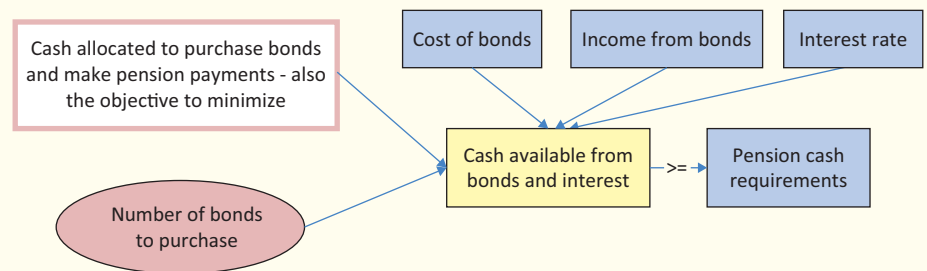 Cash allocated to purchase bonds
and make pension payments - also
the objective to minimize
Cost of bonds
Income from bonds
Interest rate
Cash available from
bonds and interest
>=
Pension cash
requirements
Number of bonds
to purchase